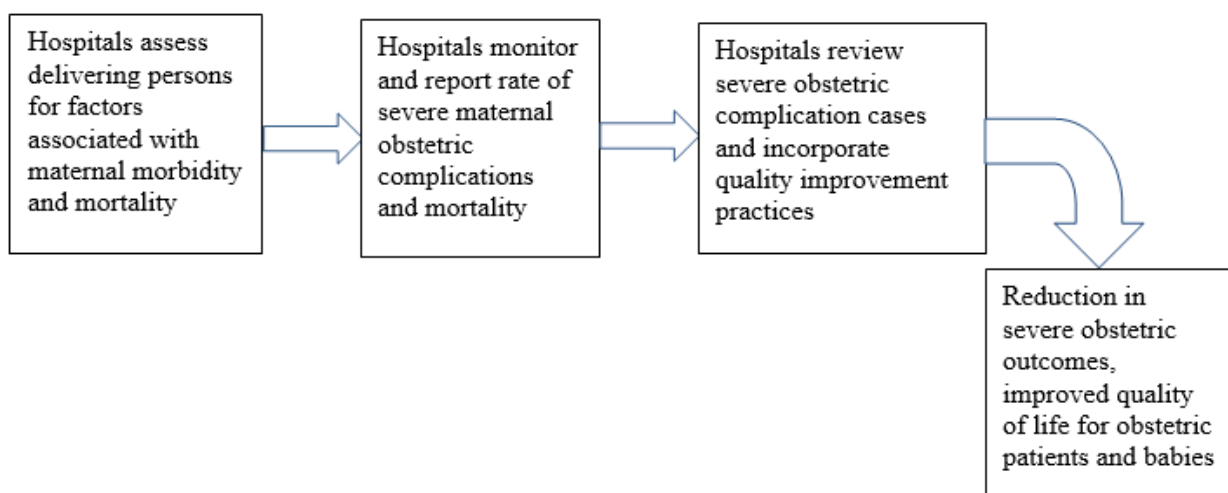 Hospitals assess
delivering persons
for factors
associated with
maternal morbidity
and mortality
Hospitals monitor
and report rate of
severe maternal
obstetric
complications
and mortality
Hospitals review
severe obstetric
complication cases
and incorporate
quality improvement
practices
Reduction in
severe obstetric
outcomes,
improved quality
of life for obstetric
patients and babies